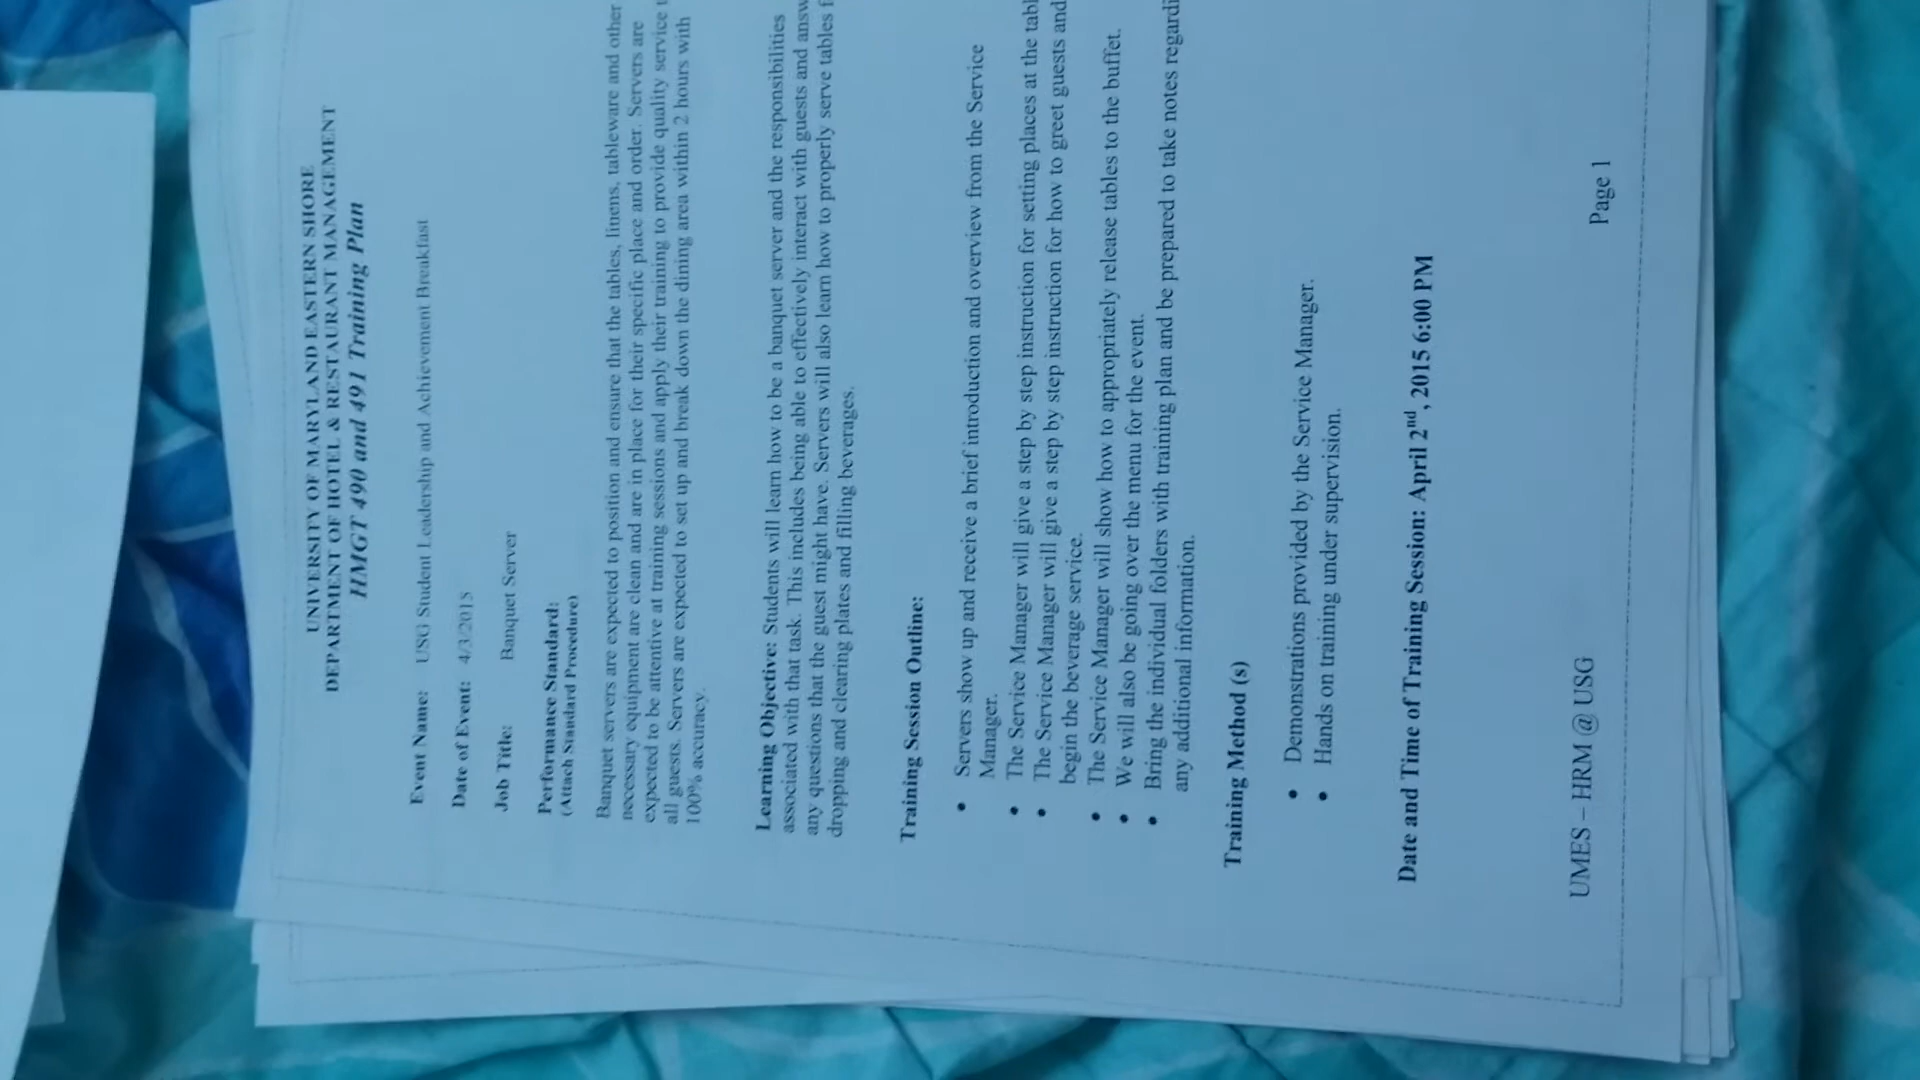 UNIVERSITY OF MARYLAND EASTERN SHORE
DEPARTMENT OF HOTEL & RESTAURANT MANAGEMENT
HMGT 490 and 491 Training Plan
Event Name: USG Student Leadership and Achievement Breakfast
Date of Event: 4/3/2015
Job Title: Banquet Server
Performance Standard:
(Attach Standard Procedure)
Banquet servers are expected to position and ensure that the tables, linens, tableware and other
necessary equipment are clean and are in place for their specific place and order. Servers are
expected to be attentive at training sessions and apply their training to provide quality service
all guests. Servers are expected to set up and break down the dining area within 2 hours with
100% accuracy.
Learning Objective: Students will learn how to be a banquet server and the responsibilities
associated with that task. This includes being able to effectively interact with guests and answ
any questions that the guest might have. Servers will also learn how to properly serve tables f
dropping and clearing plates and filling beverages.
Training Session Outline:
• Servers show up and receive a brief introduction and overview from the Service
Manager.
• The Service Manager will give a step by step instruction for setting places at the tabl
• The Service Manager will give a step by step instruction for how to greet guests and
begin the beverage service.
• The Service Manager will show how to appropriately release tables to the buffet.
• We will also be going over the menu for the event.
• Bring the individual folders with training plan and be prepared to take notes regardi
any additional information.
Training Method (s)
• Demonstrations provided by the Service Manager.
• Hands on training under supervision.
Date and Time of Training Session: April 2nd, 2015 6:00 PM
UMES – HRM @ USG Page 1